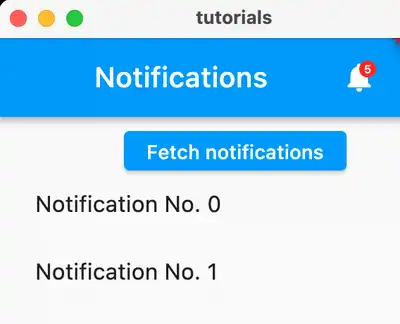 tutorials
Notifications
5
Fetch notifications
Notification No. 0
Notification No. 1